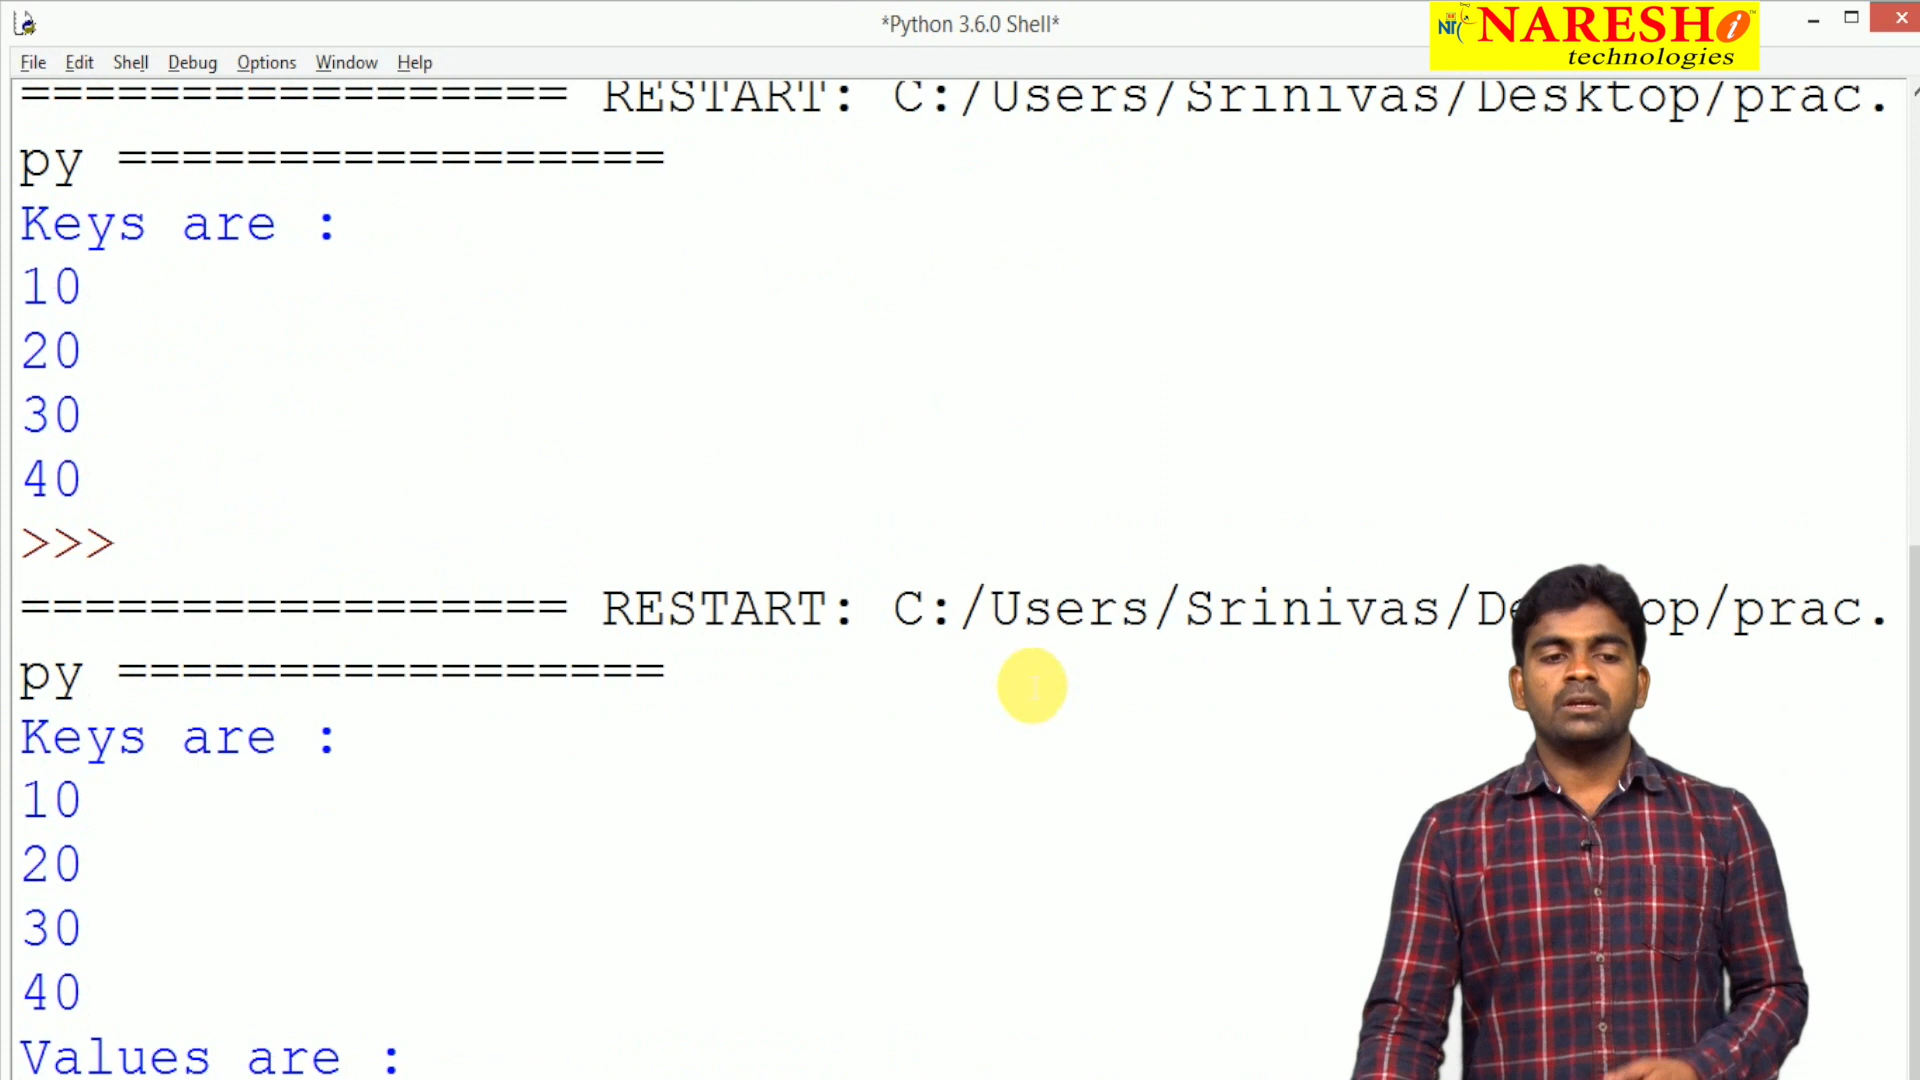 *Python 3.6.0 Shell*
NT NARESH i
technologies
File Edit Shell Debug Options Window Help
================= RESTART: C:/Users/Srinivas/Desktop/prac.
py =================
Keys are :
10
20
30
40
>>>
================= RESTART: C:/Users/Srinivas/De op/prac.
py =================
Keys are :
10
20
30
40
Values are :